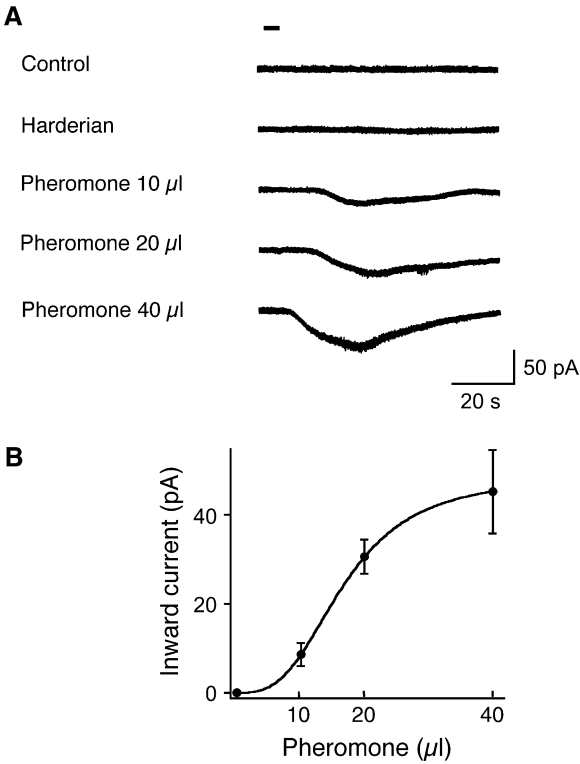 A
Control
Harderian
Pheromone 10 µl
Pheromone 20 µl
Pheromone 40 µl
50 pA
20 s
B
Inward current (pA)
40
20
0
10 20 40
Pheromone (µl)